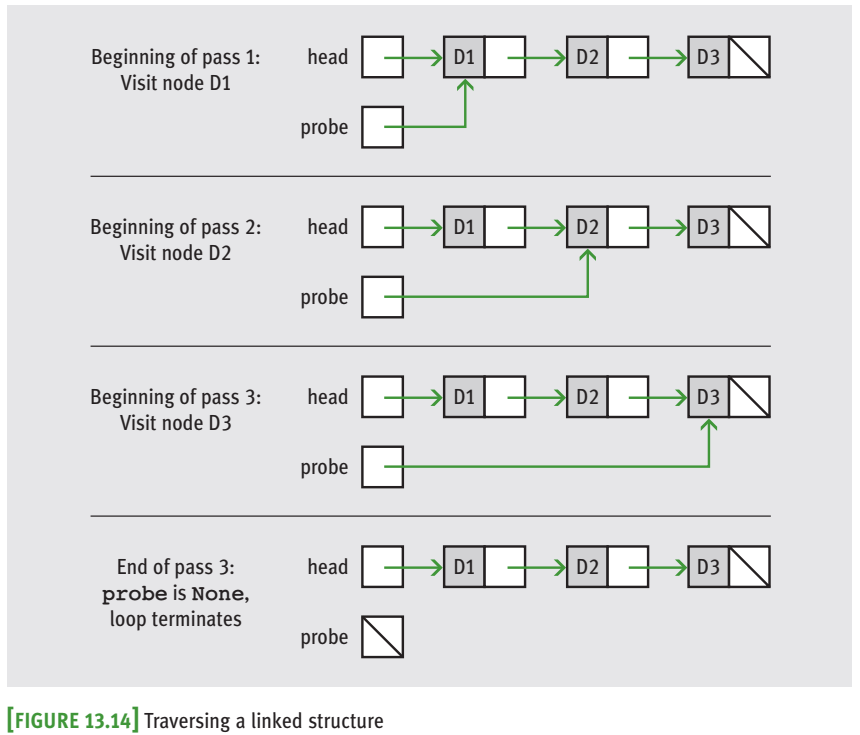 Beginning of pass 1:
Visit node D1
head
D1
D2
D3
probe
Beginning of pass 2:
Visit node D2
head
D1
D2
D3
probe
Beginning of pass 3:
Visit node D3
head
D1
D2
D3
probe
End of pass 3:
probe is None,
loop terminates
head
D1
D2
D3
probe
[FIGURE 13.14] Traversing a linked structure